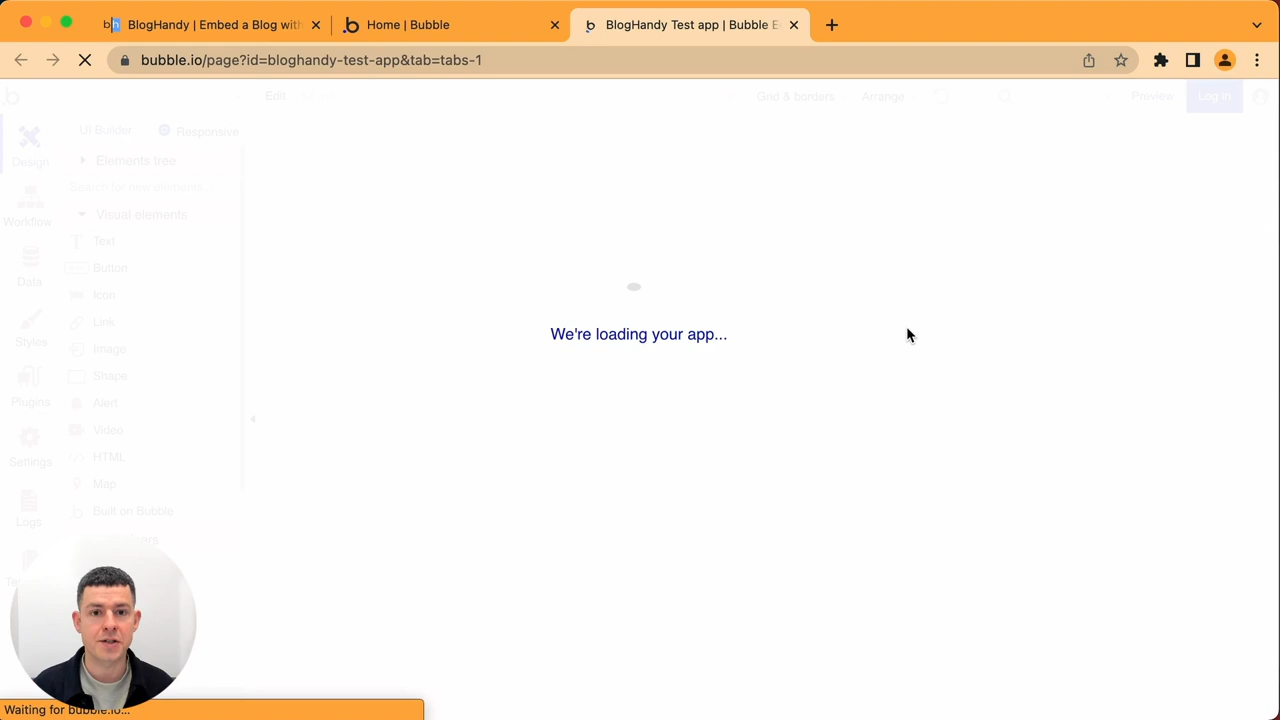 BlogHandy | Embed a Blog with
Home | Bubble
BlogHandy Test app | Bubble E
bubble.io/page?id=bloghandy-test-app&tab=tabs-1
Edit
Grid & borders
Arrange
Preview
Log in
UI Builder
Responsive
Design
Elements tree
Search for new elements...
Visual elements
Workflow
Text
Button
Data
Icon
Link
Styles
Image
Shape
Plugins
Alert
Video
HTML
Settings
Map
Built on Bubble
Logs
We're loading your app...
Waiting for bubble.io...